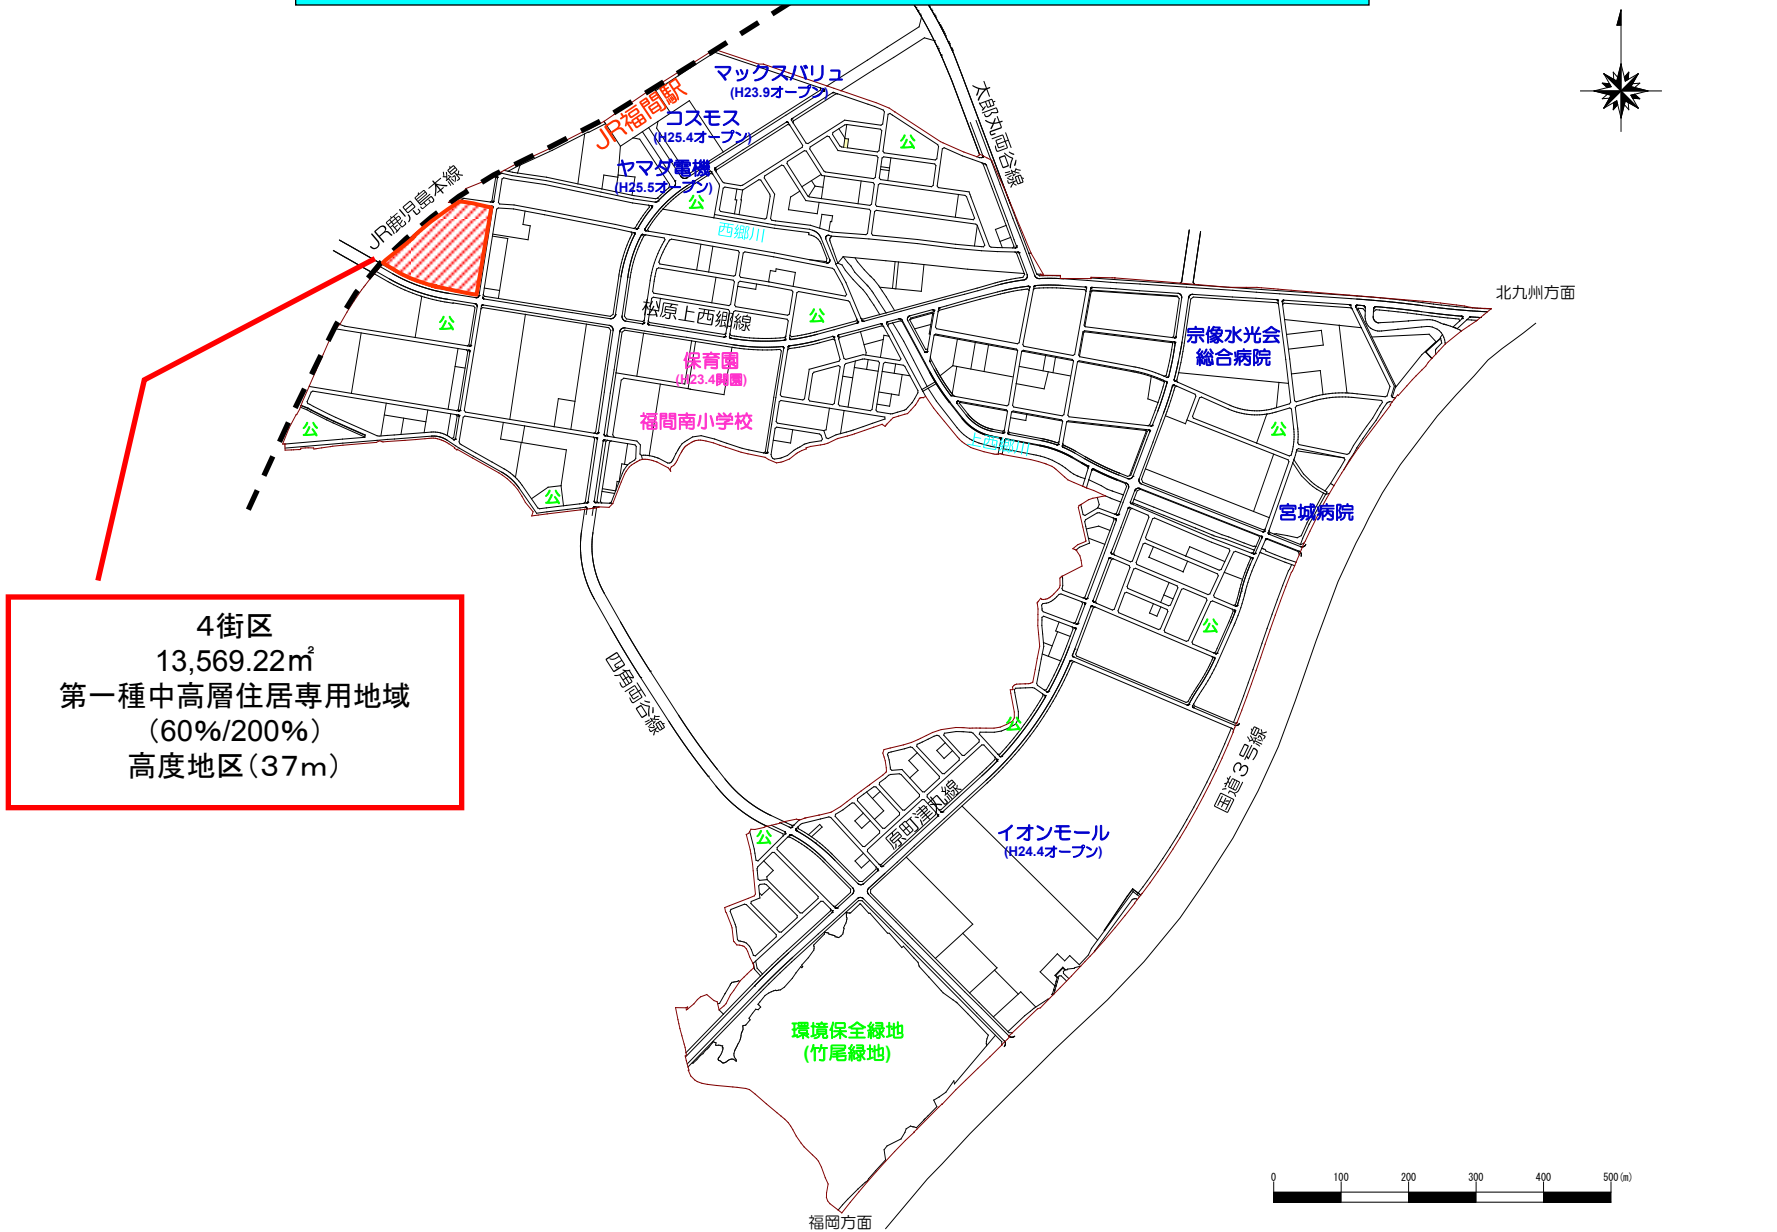 マックスバリュ
(H23.9オープン)
JR福間駅
コスモス
(H25.4オープン)
太郎丸両谷線
公
ヤマダ電機
(H25.5オープン)
公
JR鹿児島本線
西郷川
北九州方面
松原上西郷線
公
公
宗像水光会
総合病院
保育園
(H23.4開園)
福間南小学校
公
公
上西郷川
公
宮城病院
公
4街区
13,569.22㎡
第一種中高層住居専用地域
(60%/200%)
高度地区(37m)
四角両谷線
公
国道3号線
原町津丸線
イオンモール
(H24.4オープン)
公
環境保全緑地
(竹尾緑地)
0 100 200 300 400 500(m)
福岡方面